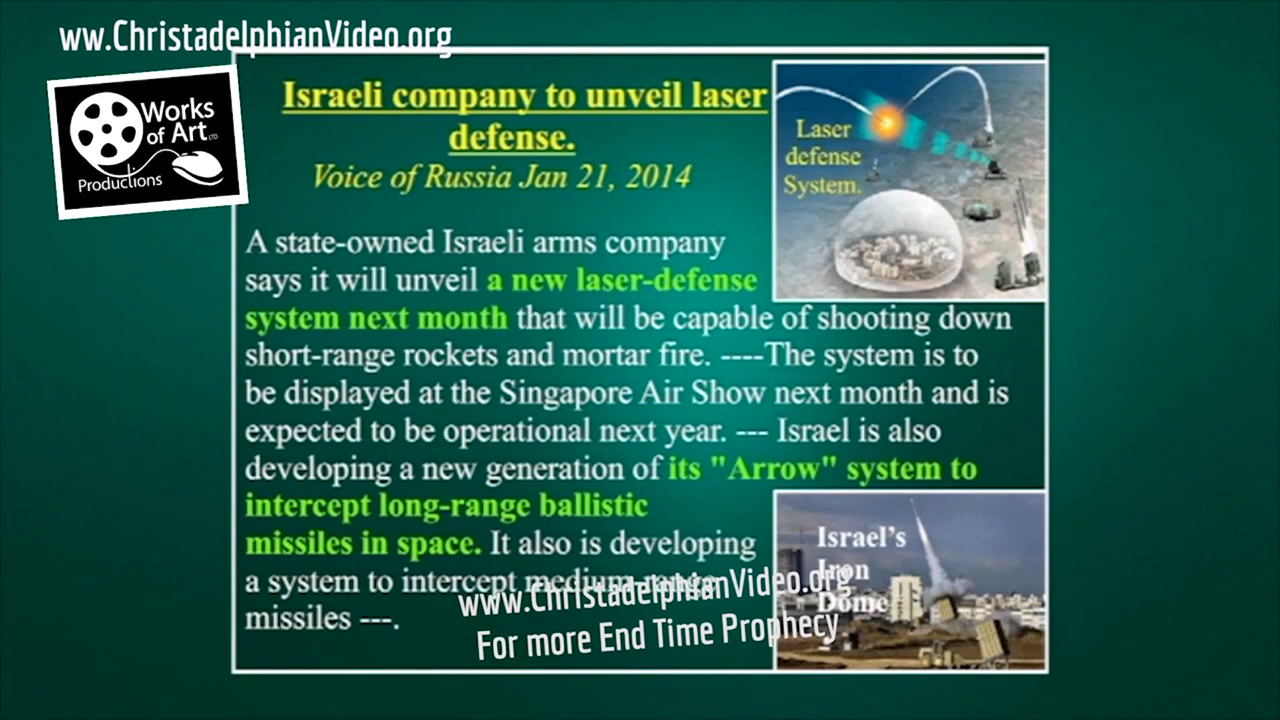 ww.ChristadelphianVideo.org
Works
of Art LTD
Productions
Israeli company to unveil laser
defense.
Voice of Russia Jan 21, 2014
Laser
defense
System.
A state-owned Israeli arms company
says it will unveil a new laser-defense
system next month that will be capable of shooting down
short-range rockets and mortar fire. ----The system is to
be displayed at the Singapore Air Show next month and is
expected to be operational next year. --- Israel is also
developing a new generation of its "Arrow" system to
intercept long-range ballistic
missiles in space. It also is developing
a system to intercept medium-range
missiles ---.
Israel's
Iron
Dome
www.ChristadelphianVideo.org
For more End Time Prophecy